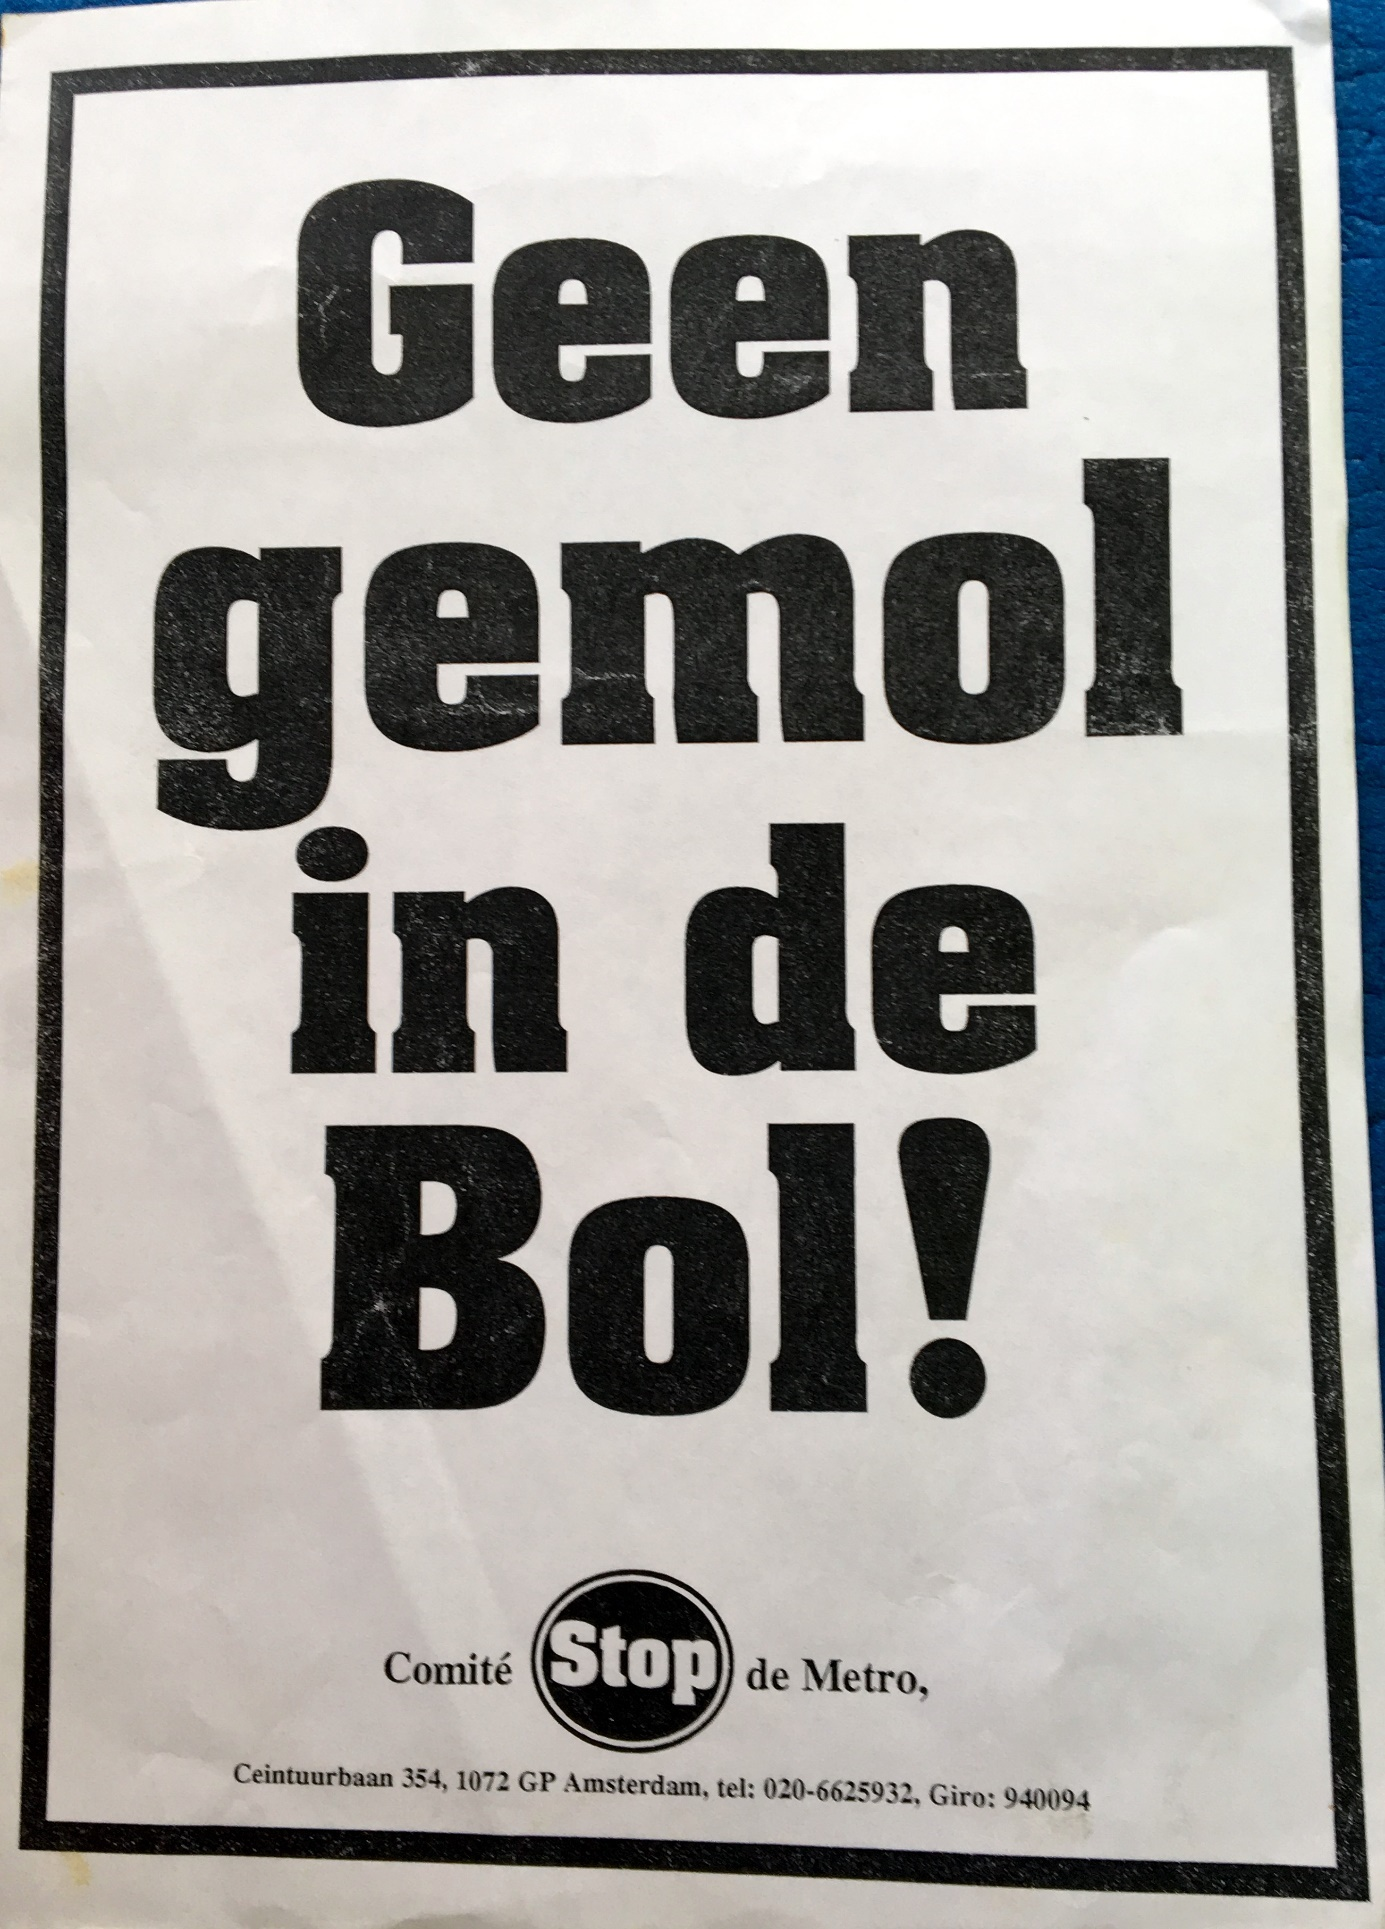 Geen
gemol
in de
Bol!
Comité Stop de Metro,
Ceintuurbaan 354, 1072 GP Amsterdam, tel: 020-6625932, Giro: 940094